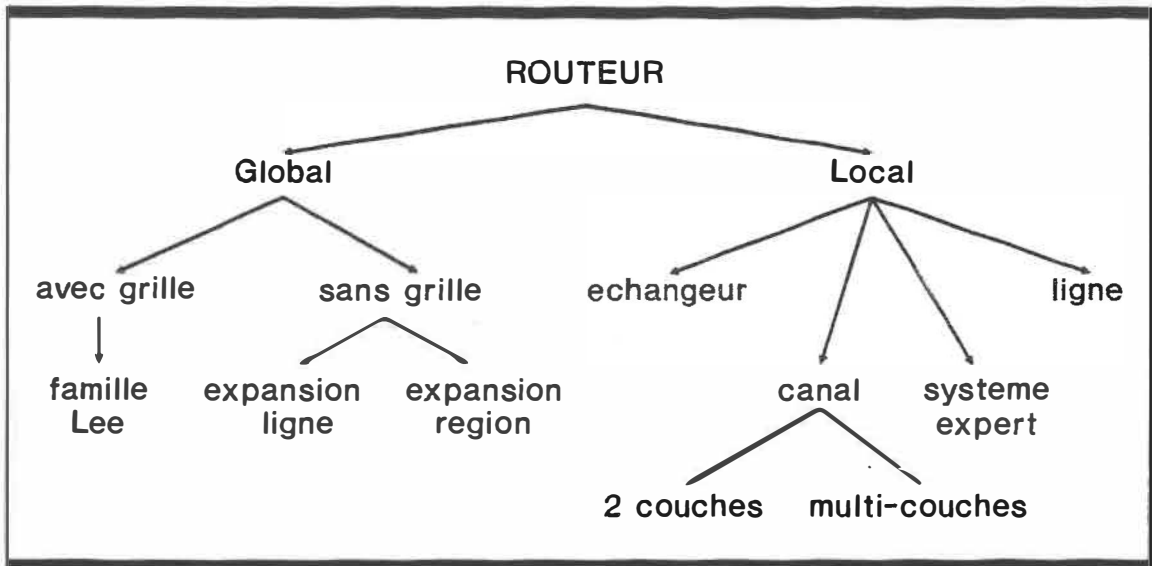 ROUTEUR
Global
Local
avec grille
sans grille
echangeur
ligne
famille
Lee
expansion
ligne
expansion
region
canal
systeme
expert
2 couches
multi-couches